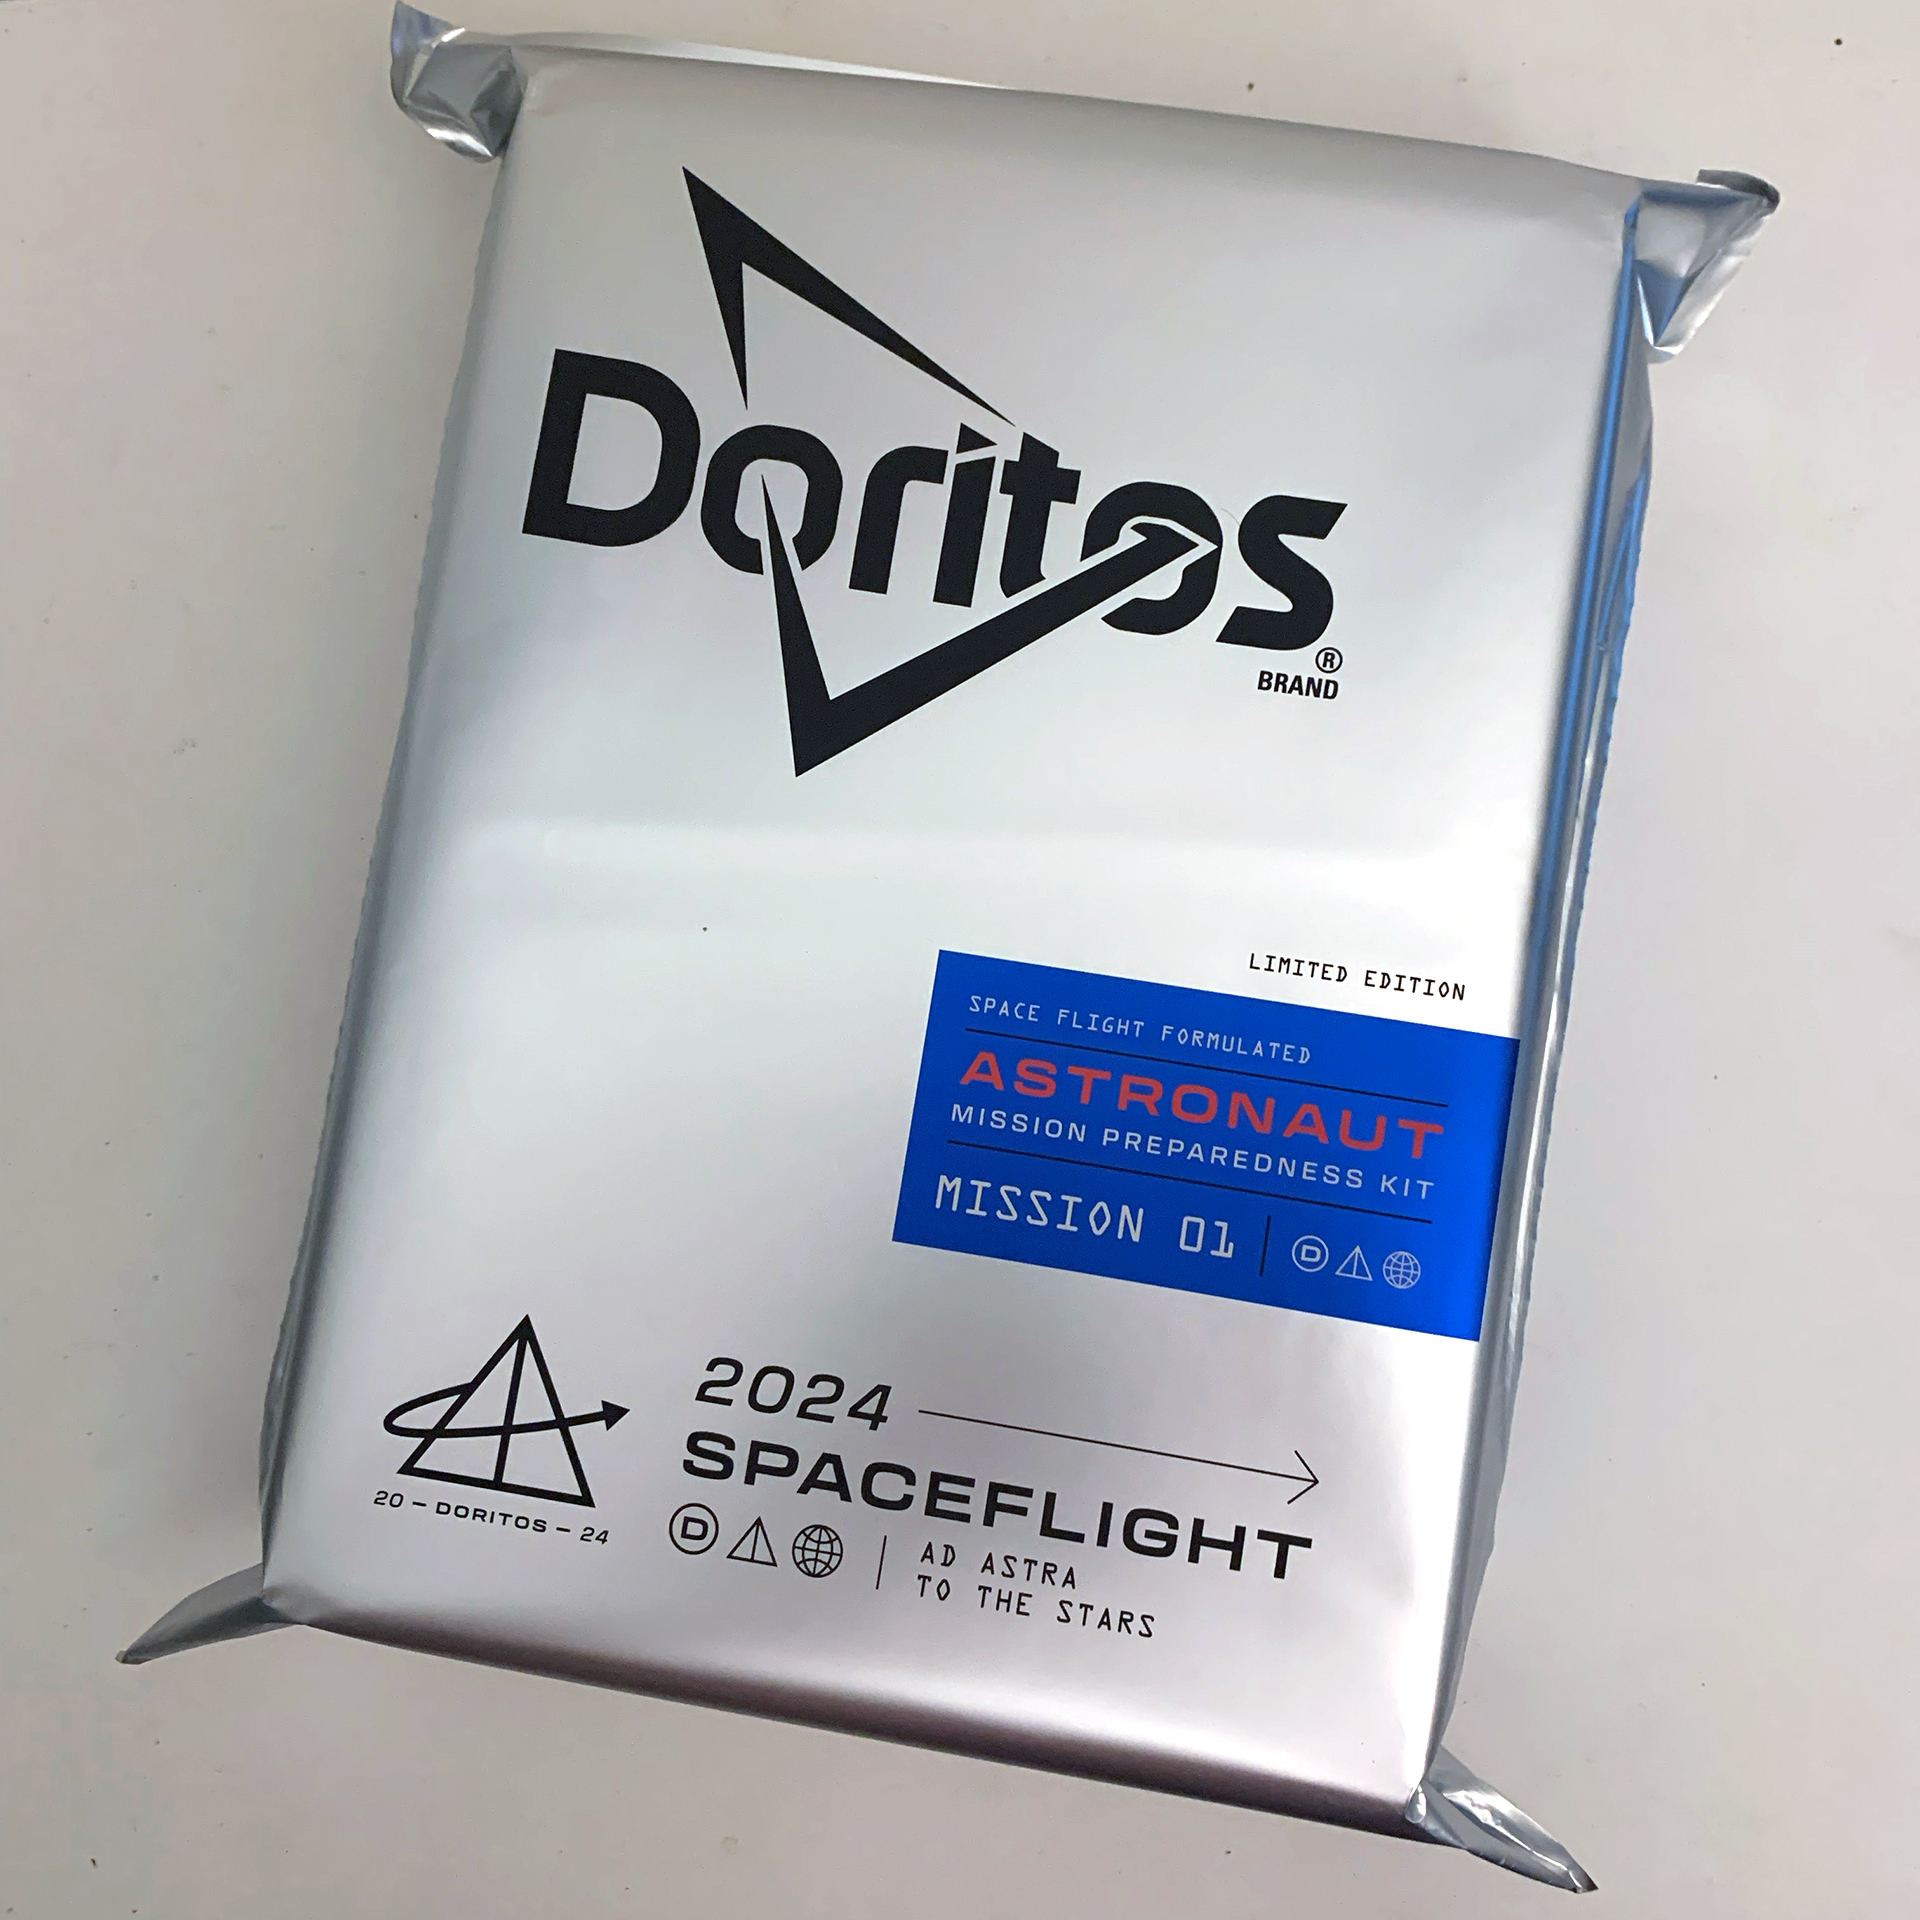 Doritos®
BRAND
LIMITED EDITION
SPACE FLIGHT FORMULATED
ASTRONAUT
MISSION PREPAREDNESS KIT
MISSION 01
D
2024
SPACEFLIGHT
20 – DORITOS – 24
D
AD ASTRA
TO THE STARS